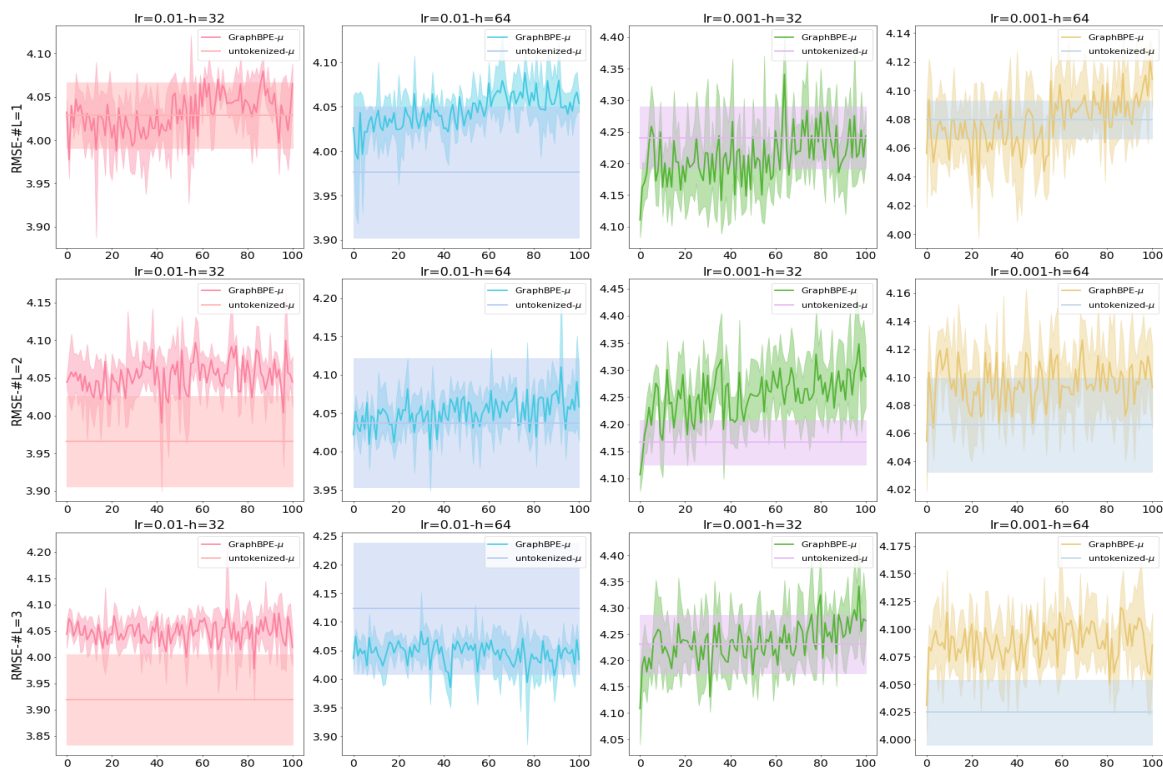 lr=0.01-h=32
RMSE-#L=1
4.10
4.05
4.00
3.95
0 20 40 60 80 100
GraphBPE-μ
untokenized-μ
lr=0.01-h=64
4.10
4.05
4.00
3.95
3.90
0 20 40 60 80 100
GraphBPE-μ
untokenized-μ
lr=0.001-h=32
4.40
4.35
4.30
4.25
4.20
4.15
4.10
0 20 40 60 80 100
GraphBPE-μ
untokenized-μ
lr=0.001-h=64
4.14
4.12
4.10
4.08
4.06
4.04
4.02
4.00
0 20 40 60 80 100
GraphBPE-μ
untokenized-μ
lr=0.01-h=32
RMSE-#L=2
4.15
4.10
4.05
4.00
3.95
3.90
0 20 40 60 80 100
GraphBPE-μ
untokenized-μ
lr=0.01-h=64
4.20
4.15
4.10
4.05
4.00
3.95
0 20 40 60 80 100
GraphBPE-μ
untokenized-μ
lr=0.001-h=32
4.45
4.40
4.35
4.30
4.25
4.20
4.15
4.10
0 20 40 60 80 100
GraphBPE-μ
untokenized-μ
lr=0.001-h=64
4.16
4.14
4.12
4.10
4.08
4.06
4.04
4.02
0 20 40 60 80 100
GraphBPE-μ
untokenized-μ
lr=0.01-h=32
RMSE-#L=3
4.20
4.15
4.10
4.05
4.00
3.95
3.90
3.85
0 20 40 60 80 100
GraphBPE-μ
untokenized-μ
lr=0.01-h=64
4.25
4.20
4.15
4.10
4.05
4.00
3.95
3.90
0 20 40 60 80 100
GraphBPE-μ
untokenized-μ
lr=0.001-h=32
4.40
4.35
4.30
4.25
4.20
4.15
4.10
4.05
0 20 40 60 80 100
GraphBPE-μ
untokenized-μ
lr=0.001-h=64
4.175
4.150
4.125
4.100
4.075
4.050
4.025
4.000
0 20 40 60 80 100
GraphBPE-μ
untokenized-μ